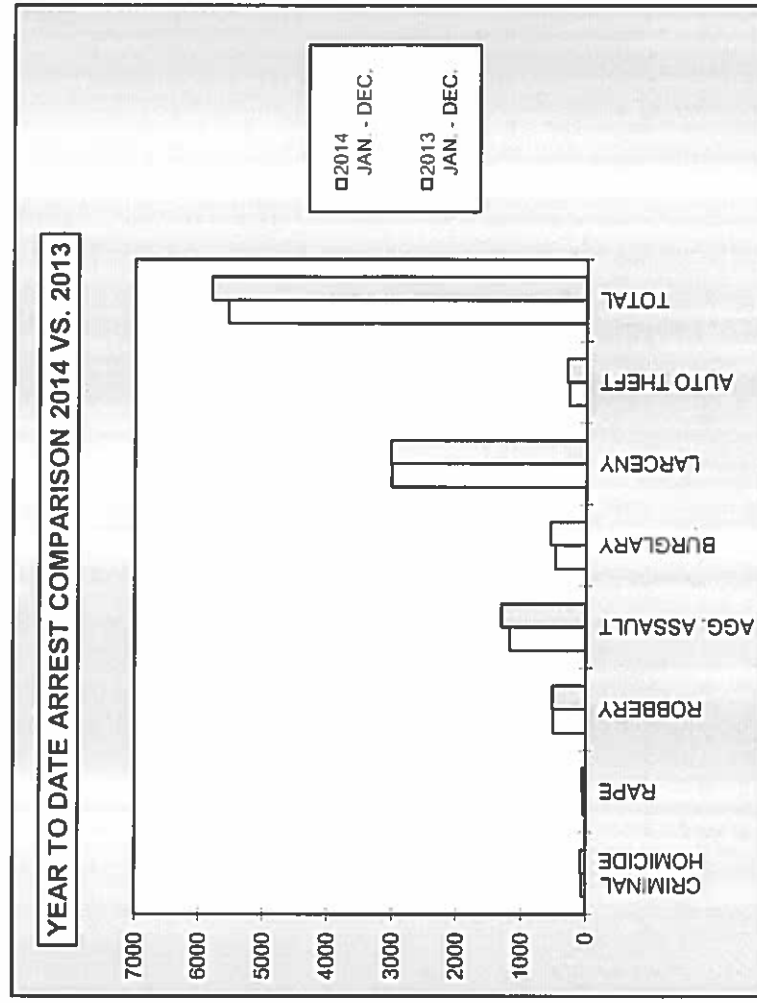 YEAR TO DATE ARREST COMPARISON 2014 VS. 2013
7000
6000
5000
4000
3000
2000
1000
0
CRIMINAL
HOMICIDE
RAPE
ROBBERY
AGG. ASSAULT
BURGLARY
LARCENY
AUTO THEFT
TOTAL
2014
JAN. - DEC.
2013
JAN. - DEC.